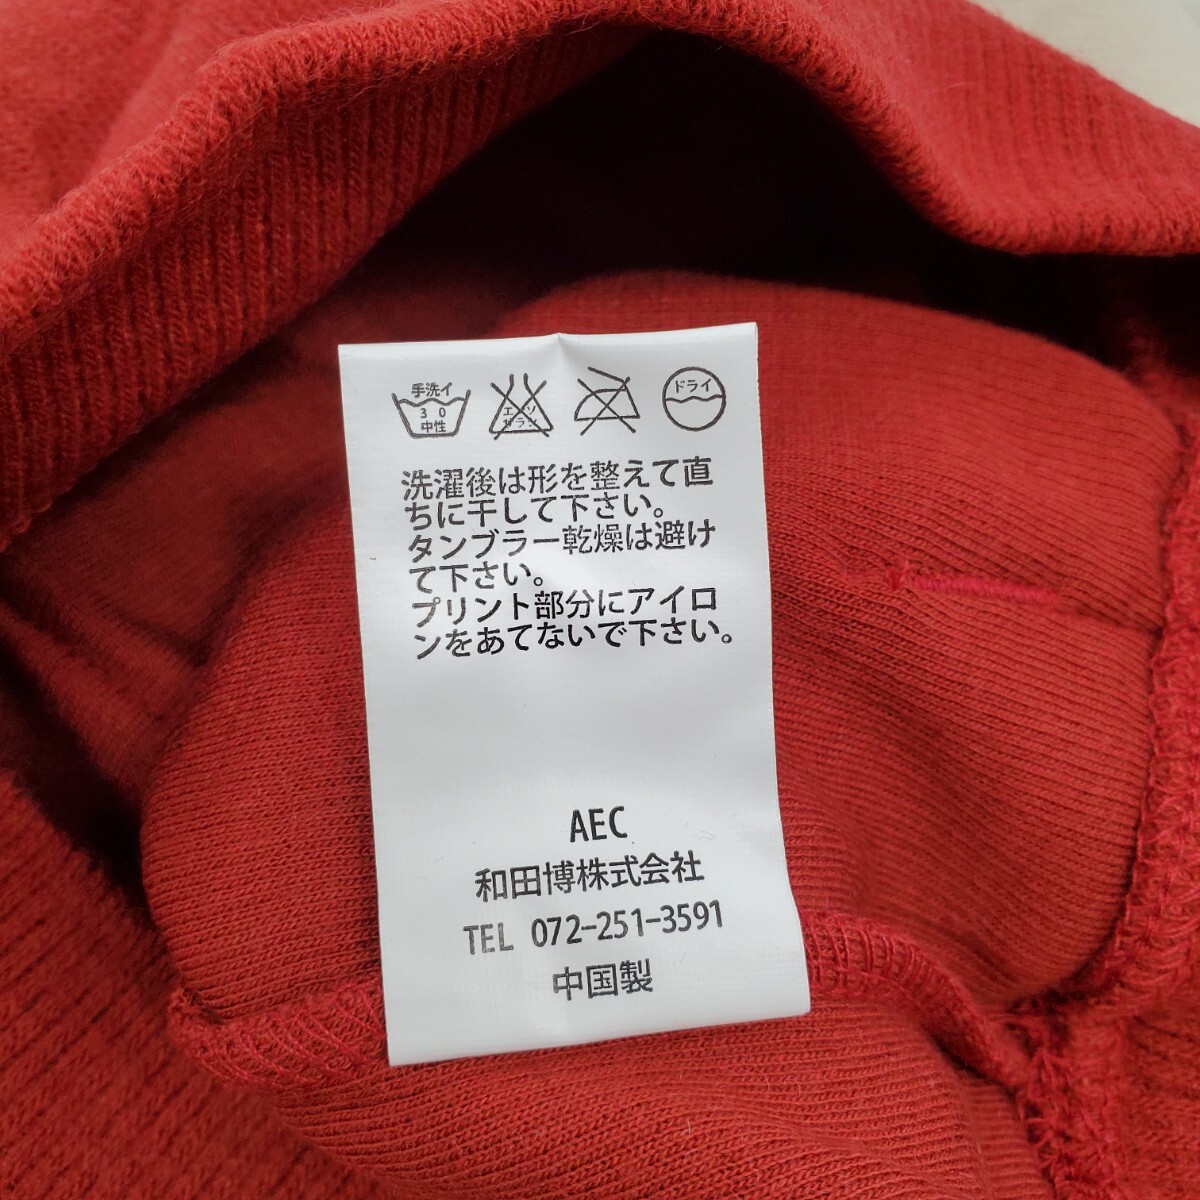 手洗イ
30
中性
エンソ
サラシ
ドライ
洗濯後は形を整えて直
ちに干して下さい。
タンブラー乾燥は避け
て下さい。
プリント部分にアイロ
ンをあてないで下さい。
AEC
和田博株式会社
TEL 072-251-3591
中国製